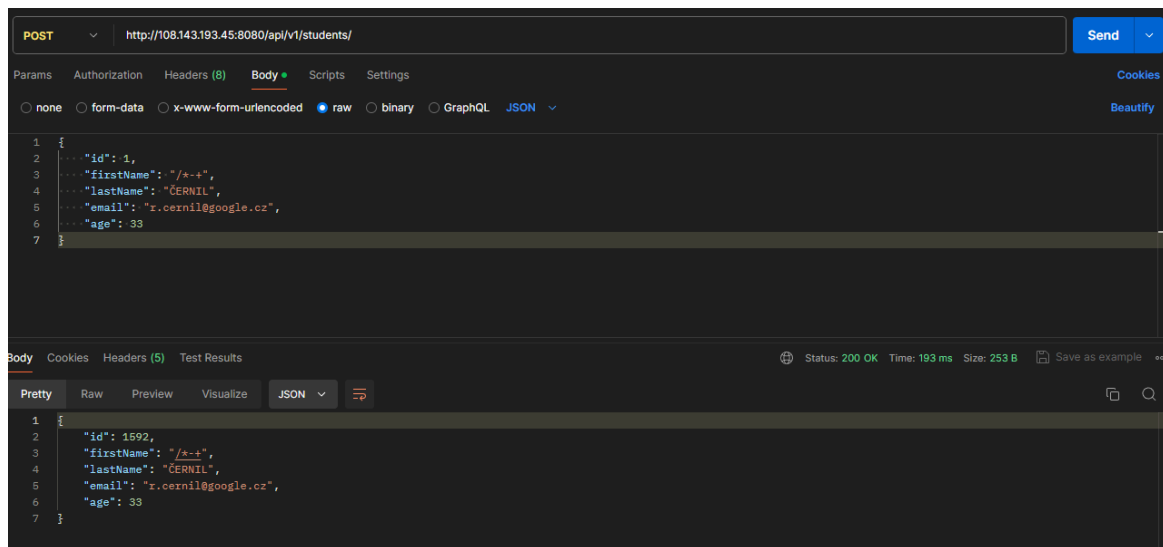 POST http://108.143.193.45:8080/api/v1/students/ Send
Params Authorization Headers (8) Body Scripts Settings Cookies
none form-data x-www-form-urlencoded raw binary GraphQL JSON Beautify
1 {
2 "id": 1,
3 "firstName": "/*-+",
4 "lastName": "ČERNIL",
5 "email": "r.cernil@google.cz",
6 "age": 33
7 }
Body Cookies Headers (5) Test Results Status: 200 OK Time: 193 ms Size: 253 B Save as example
Pretty Raw Preview Visualize JSON
1 {
2 "id": 1592,
3 "firstName": "/*-+",
4 "lastName": "ČERNIL",
5 "email": "r.cernil@google.cz",
6 "age": 33
7 }